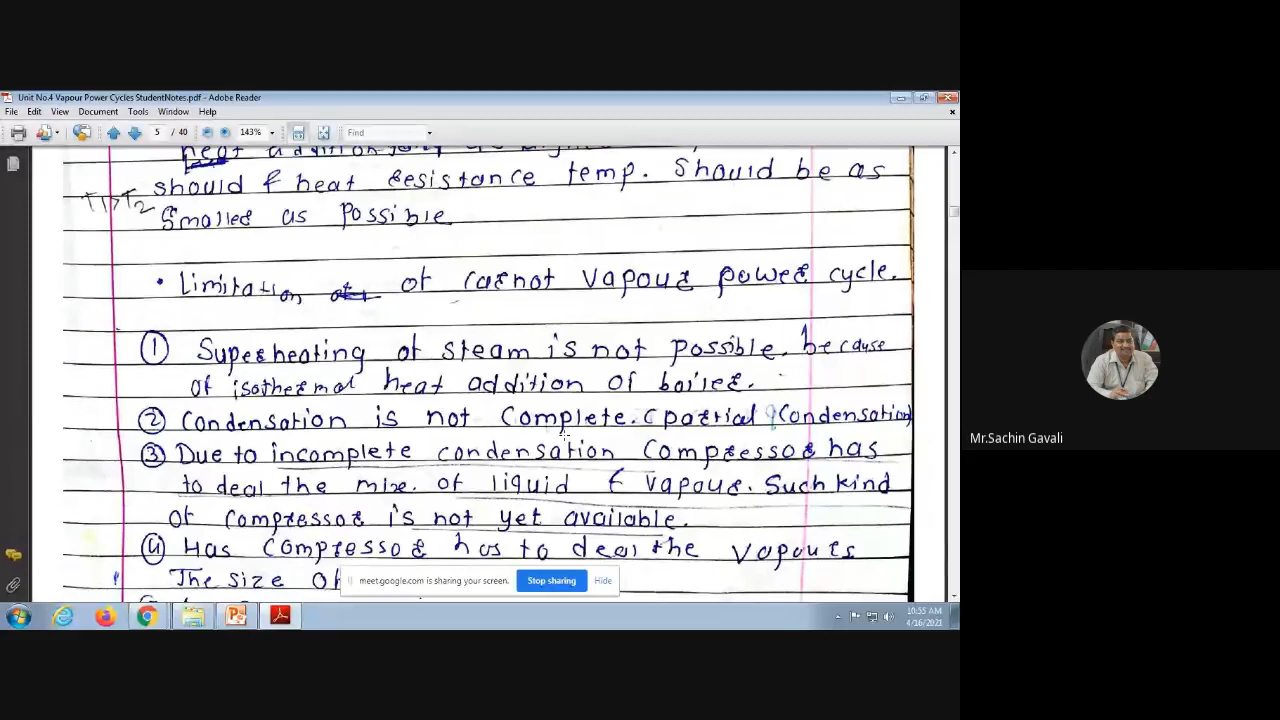 Unit No.4 Vapour Power Cycles StudentNotes.pdf - Adobe Reader
File Edit View Document Tools Window Help
5 / 40 143% Find
heat addition
should & heat resistance temp. Should be as
T1>T2
smalled as possible
• Limitation of carnot vapour power cycle.
① Superheating of steam is not possible. because
of isothermal heat addition of boiler.
② Condensation is not complete. (partial condensation)
③ Due to incomplete condensation compressor has
to deal the mix. of liquid & vapour. Such kind
of compressor is not yet available.
④ Has compressor has to deal the vapours
The size of
meet.google.com is sharing your screen. Stop sharing Hide
10:55 AM
4/16/2021
Mr.Sachin Gavali